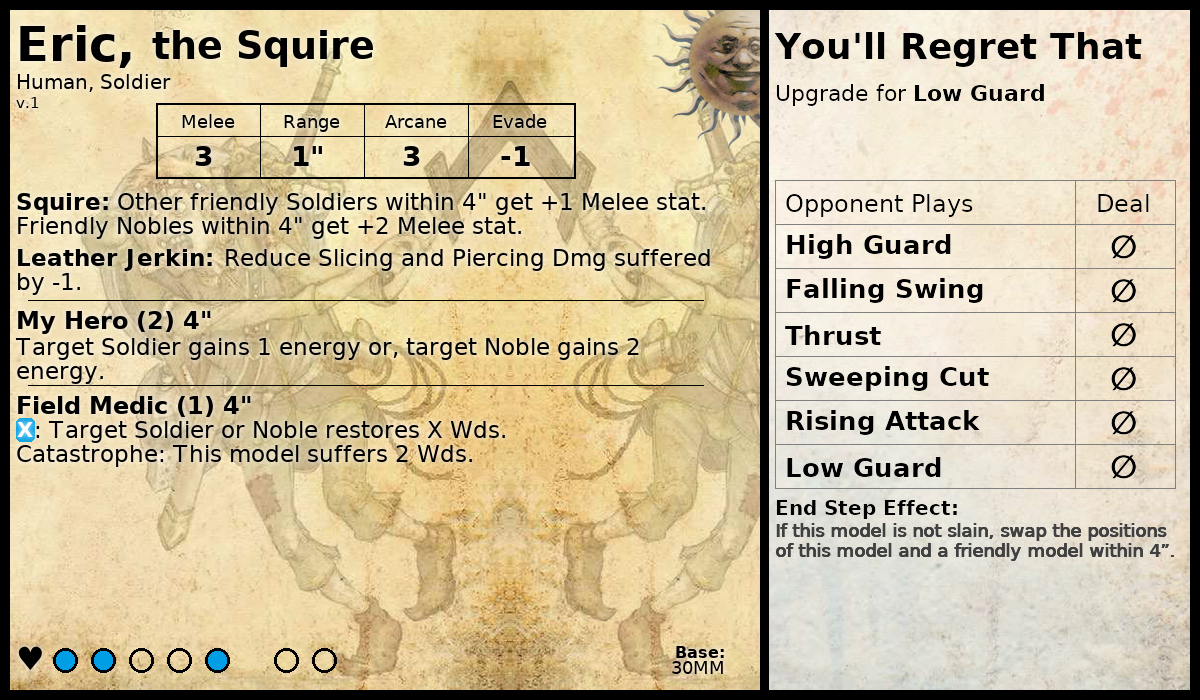 Eric, the Squire
Human, Soldier
v.1
Melee Range Arcane Evade
3 1" 3 -1
Squire: Other friendly Soldiers within 4" get +1 Melee stat.
Friendly Nobles within 4" get +2 Melee stat.
Leather Jerkin: Reduce Slicing and Piercing Dmg suffered
by -1.
My Hero (2) 4"
Target Soldier gains 1 energy or, target Noble gains 2
energy.
Field Medic (1) 4"
X: Target Soldier or Noble restores X Wds.
Catastrophe: This model suffers 2 Wds.
Base:
30MM
You'll Regret That
Upgrade for Low Guard
Opponent Plays Deal
High Guard ∅
Falling Swing ∅
Thrust ∅
Sweeping Cut ∅
Rising Attack ∅
Low Guard ∅
End Step Effect:
If this model is not slain, swap the positions
of this model and a friendly model within 4”.